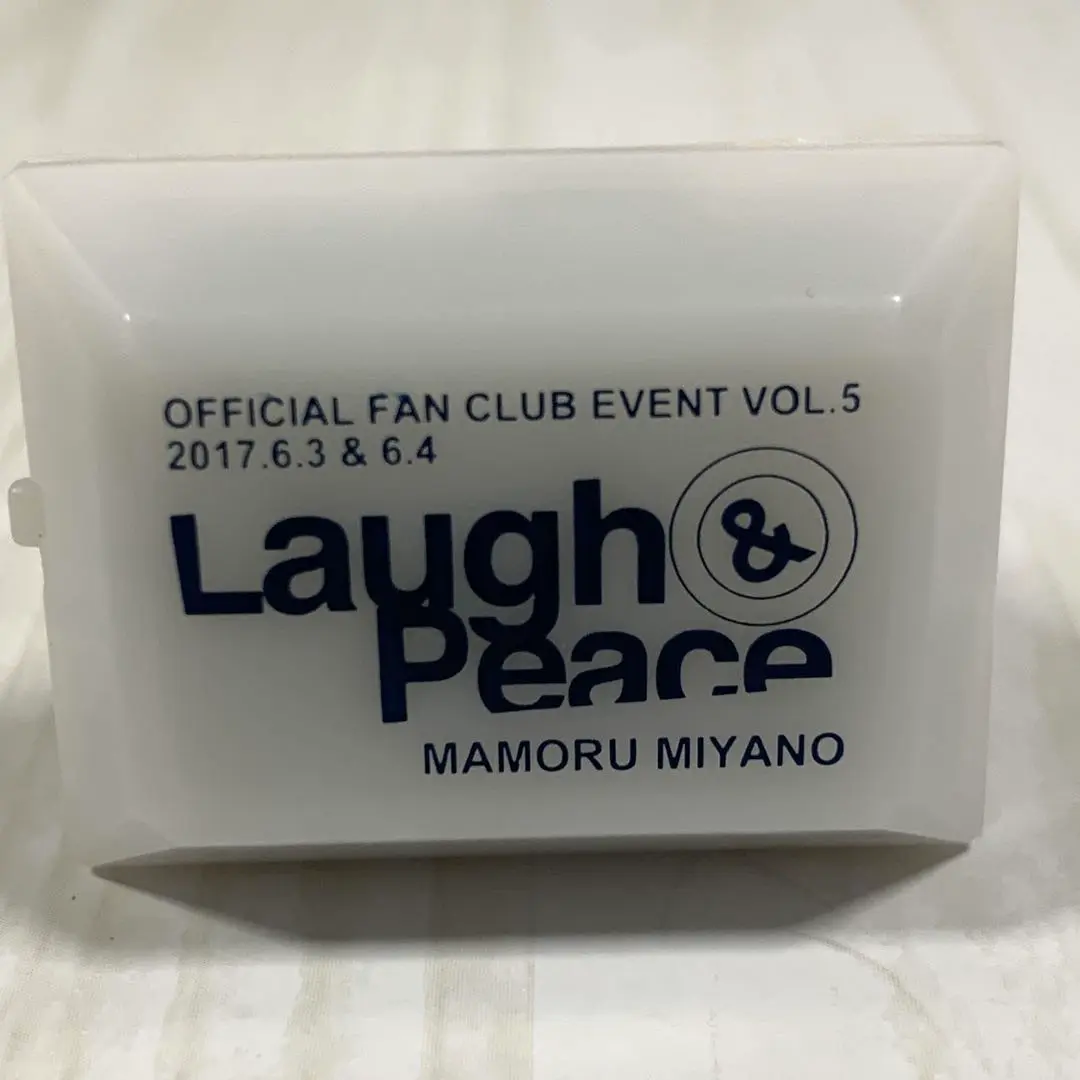 OFFICIAL FAN CLUB EVENT VOL.5
2017.6.3 & 6.4
Laugh &
Peace
MAMORU MIYANO